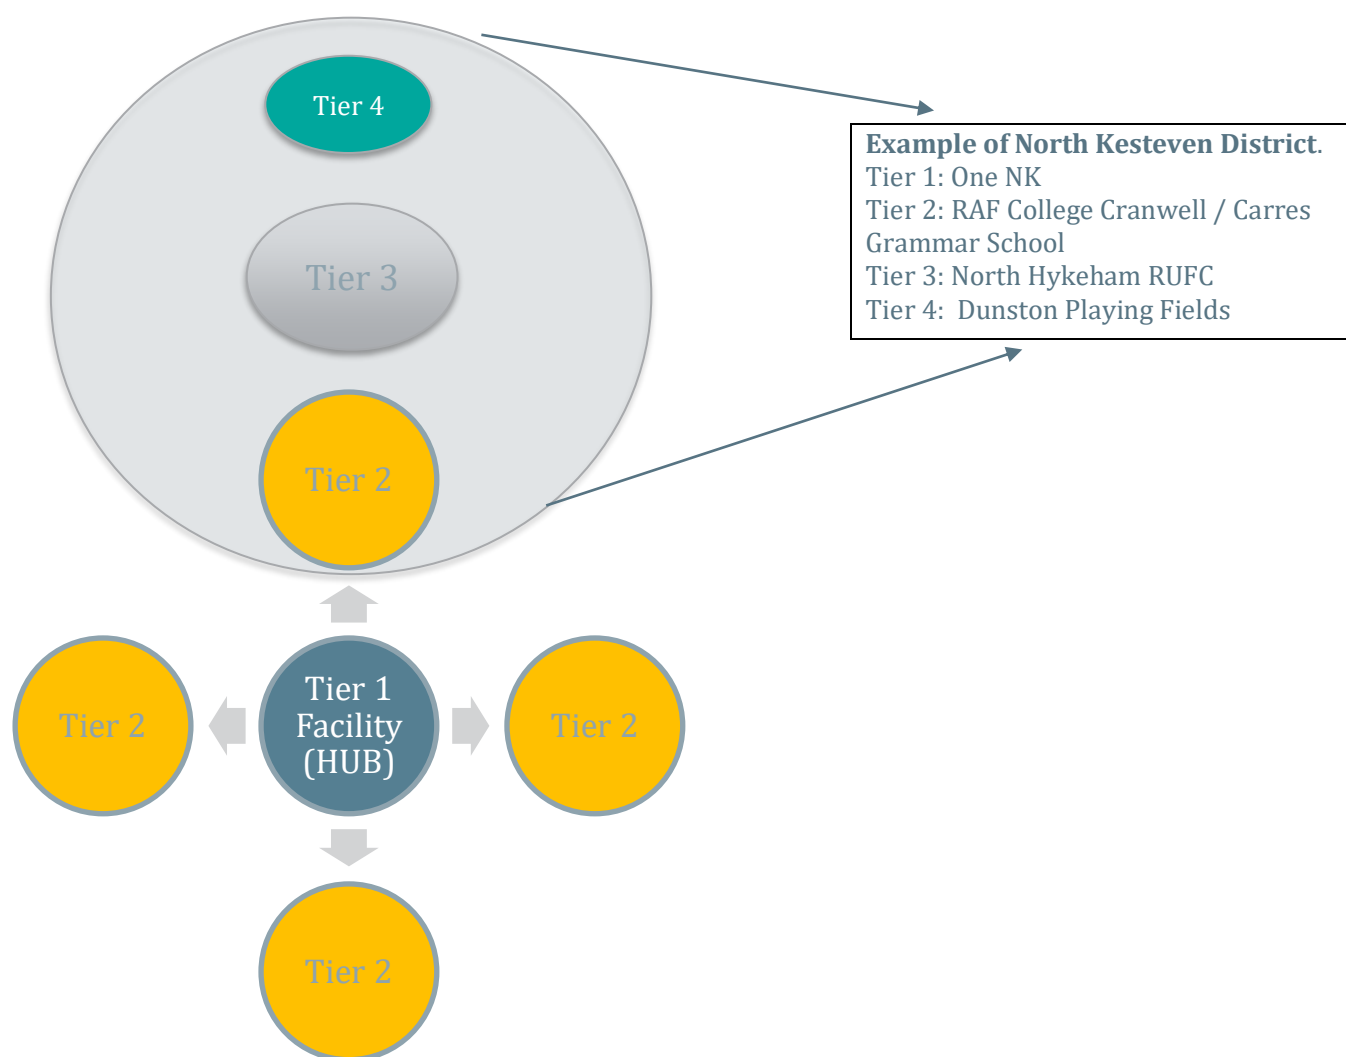 Tier 4
Example of North Kesteven District.
Tier 1: One NK
Tier 2: RAF College Cranwell / Carres
Grammar School
Tier 3: North Hykeham RUFC
Tier 4:  Dunston Playing Fields
Tier 3
Tier 2
Tier 2
Tier 1
Facility
(HUB)
Tier 2
Tier 2